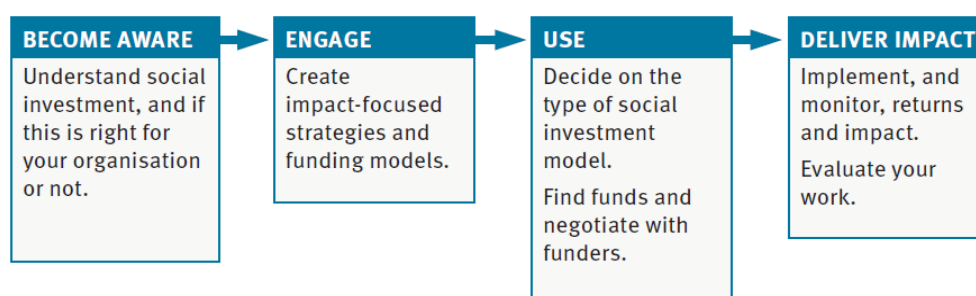 BECOME AWARE
Understand social
investment, and if
this is right for
your organisation
or not.
ENGAGE
Create
impact-focused
strategies and
funding models.
USE
Decide on the
type of social
investment
model.
Find funds and
negotiate with
funders.
DELIVER IMPACT
Implement, and
monitor, returns
and impact.
Evaluate your
work.